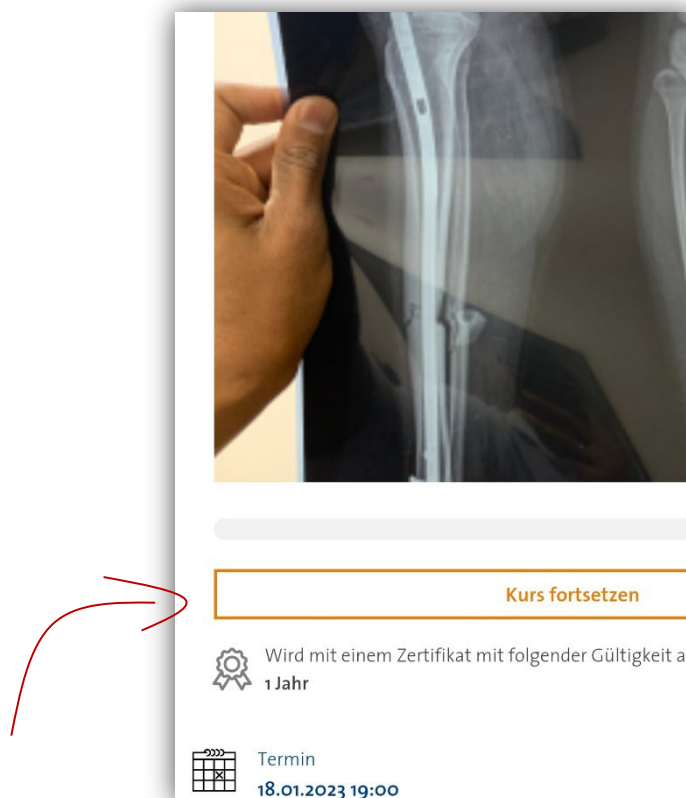 Kurs fortsetzen
Wird mit einem Zertifikat mit folgender Gültigkeit a
1 Jahr
Termin
18.01.2023 19:00